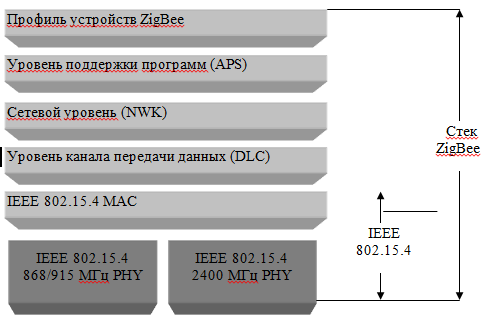 Профиль устройств ZigBee
Уровень поддержки программ (APS)
Сетевой уровень (NWK)
Уровень канала передачи данных (DLC)
IEEE 802.15.4 MAC
IEEE 802.15.4
868/915 МГц PHY
IEEE 802.15.4
2400 МГц PHY
IEEE
802.15.4
Стек
ZigBee